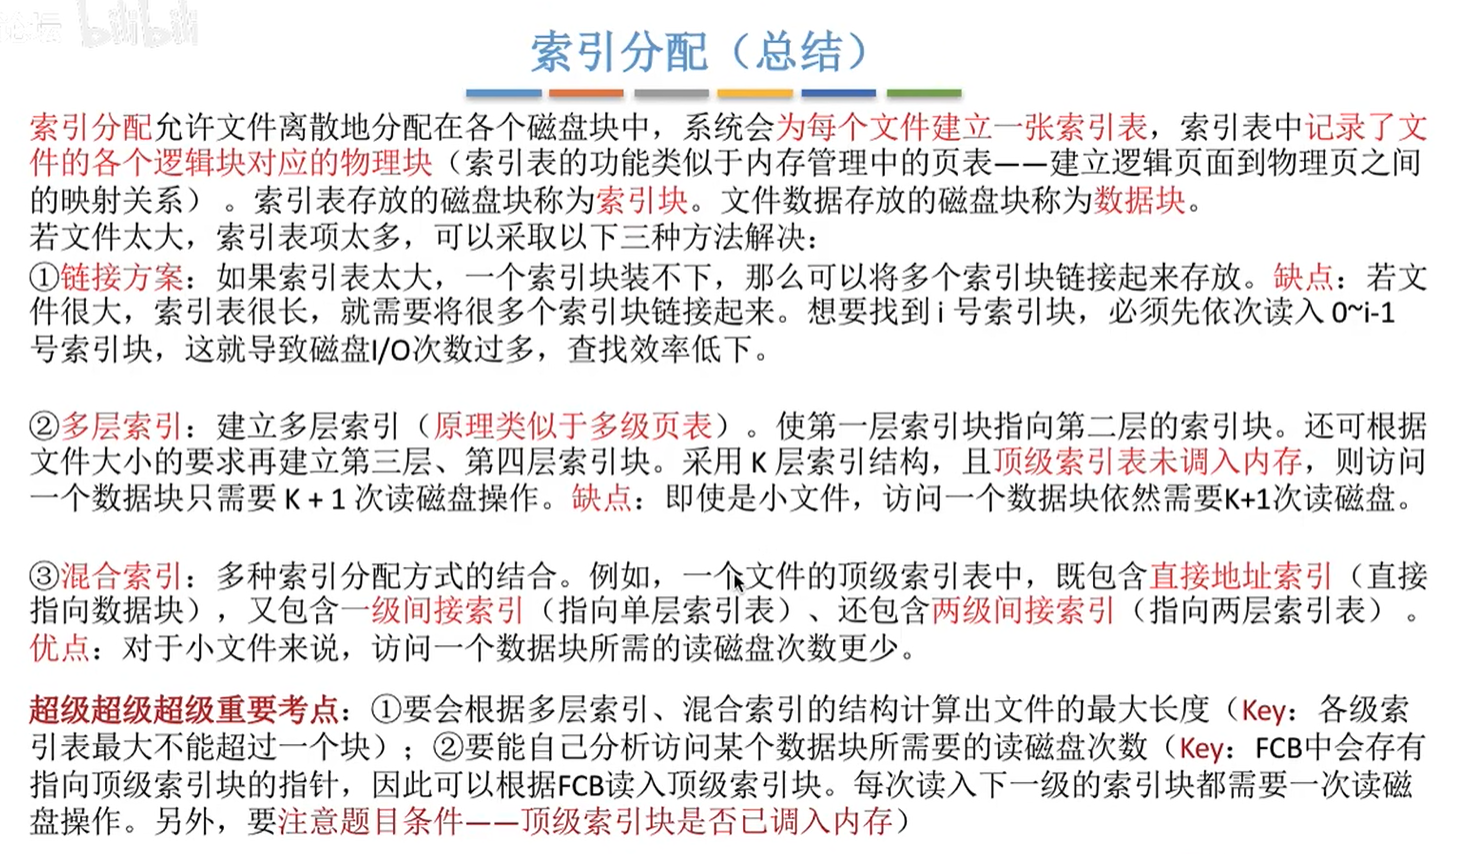 论坛 bilibili
索引分配（总结）
索引分配允许文件离散地分配在各个磁盘块中，系统会为每个文件建立一张索引表，索引表中记录了文
件的各个逻辑块对应的物理块（索引表的功能类似于内存管理中的页表——建立逻辑页面到物理页之间
的映射关系）。索引表存放的磁盘块称为索引块。文件数据存放的磁盘块称为数据块。
若文件太大，索引表项太多，可以采取以下三种方法解决：
①链接方案：如果索引表太大，一个索引块装不下，那么可以将多个索引块链接起来存放。缺点：若文
件很大，索引表很长，就需要将很多个索引块链接起来。想要找到 i 号索引块，必须先依次读入 0~i-1
号索引块，这就导致磁盘I/O次数过多，查找效率低下。
②多层索引：建立多层索引（原理类似于多级页表）。使第一层索引块指向第二层的索引块。还可根据
文件大小的要求再建立第三层、第四层索引块。采用 K 层索引结构，且顶级索引表未调入内存，则访问
一个数据块只需要 K + 1 次读磁盘操作。缺点：即使是小文件，访问一个数据块依然需要K+1次读磁盘。
③混合索引：多种索引分配方式的结合。例如，一个文件的顶级索引表中，既包含直接地址索引（直接
指向数据块），又包含一级间接索引（指向单层索引表）、还包含两级间接索引（指向两层索引表）。
优点：对于小文件来说，访问一个数据块所需的读磁盘次数更少。
超级超级超级重要考点：①要会根据多层索引、混合索引的结构计算出文件的最大长度（Key：各级索
引表最大不能超过一个块）；②要能自己分析访问某个数据块所需要的读磁盘次数（Key：FCB中会存有
指向顶级索引块的指针，因此可以根据FCB读入顶级索引块。每次读入下一级的索引块都需要一次读磁
盘操作。另外，要注意题目条件——顶级索引块是否已调入内存）